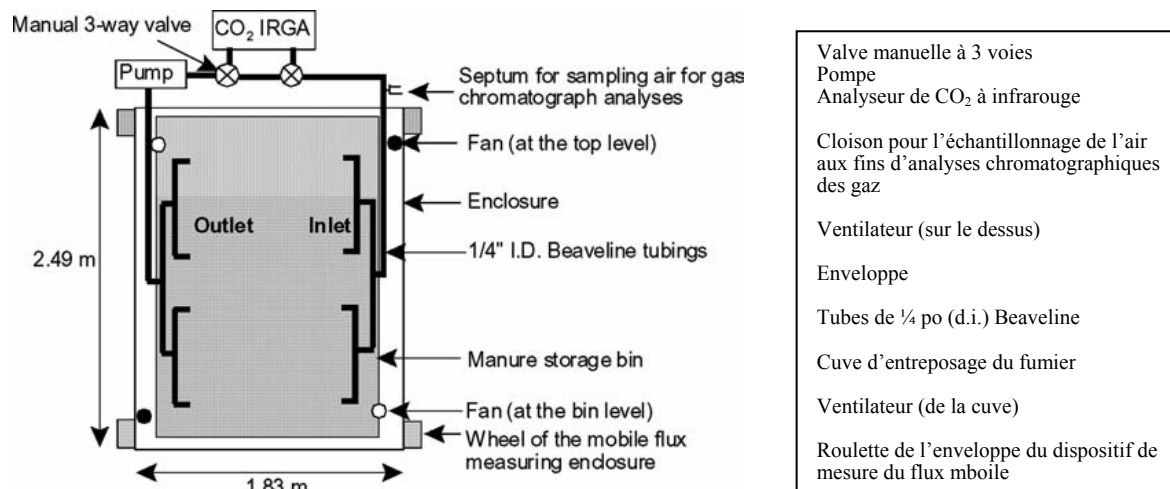 Manual 3-way valve
CO₂ IRGA
Pump
Septum for sampling air for gas
chromatograph analyses
Fan (at the top level)
Enclosure
Outlet
Inlet
1/4" I.D. Beaveline tubings
2.49 m
Manure storage bin
Fan (at the bin level)
Wheel of the mobile flux
measuring enclosure
1.83 m
Valve manuelle à 3 voies
Pompe
Analyseur de CO₂ à infrarouge
Cloison pour l’échantillonnage de l’air
aux fins d’analyses chromatographiques
des gaz
Ventilateur (sur le dessus)
Enveloppe
Tubes de ¼ po (d.i.) Beaveline
Cuve d’entreposage du fumier
Ventilateur (de la cuve)
Roulette de l’enveloppe du dispositif de
mesure du flux mboile